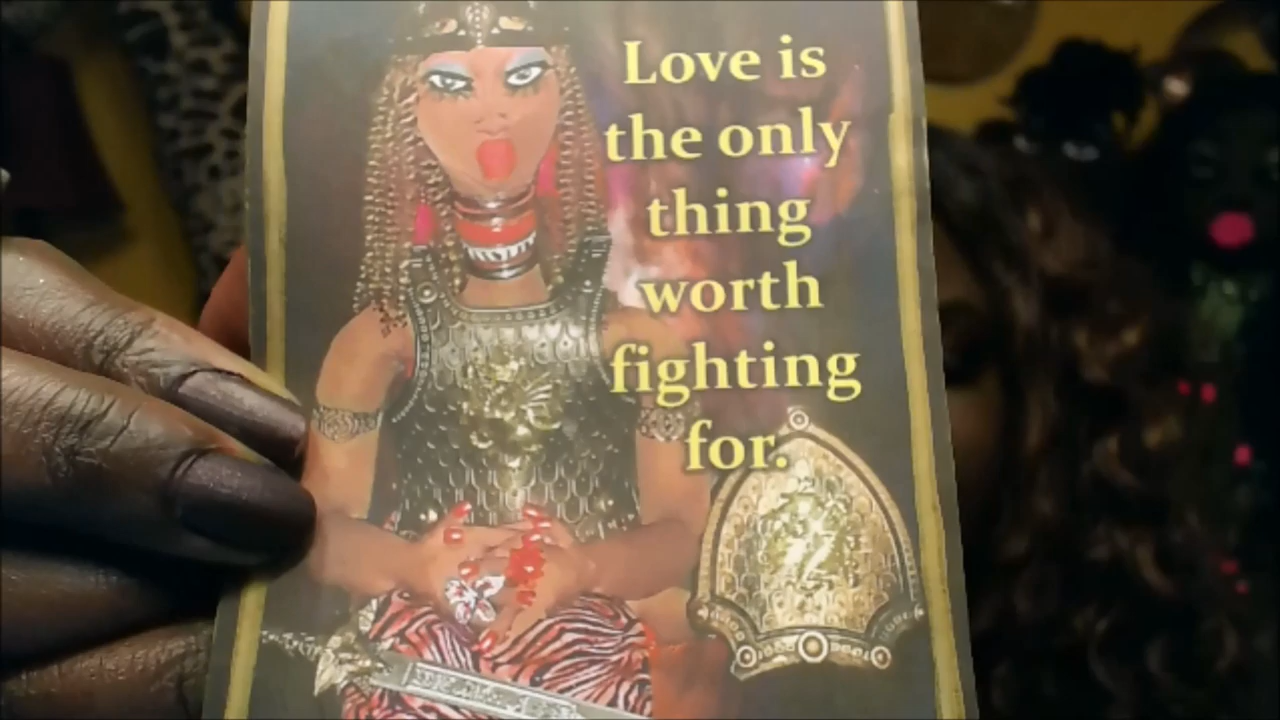 Love is
the only
thing
worth
fighting
for.